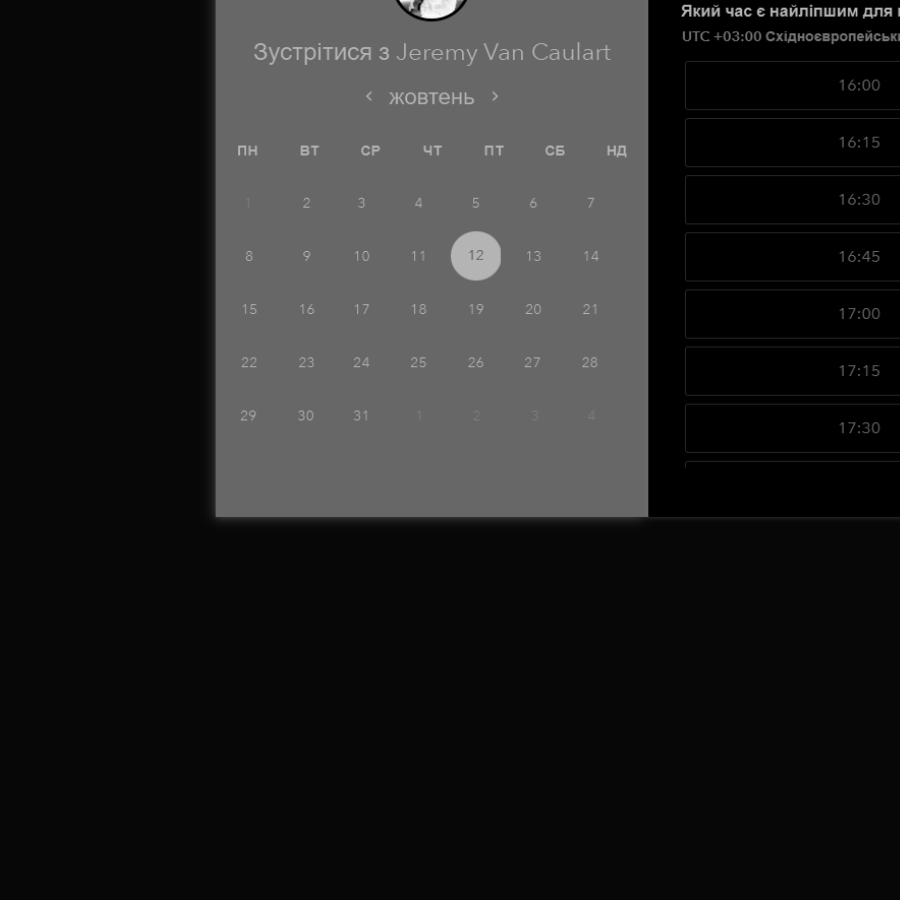 Зустрітися з Jeremy Van Caulart
жовтень
ПН ВТ СР ЧТ ПТ СБ НД
1 2 3 4 5 6 7
8 9 10 11 12 13 14
15 16 17 18 19 20 21
22 23 24 25 26 27 28
29 30 31 1 2 3 4
Який час є найліпшим для
UTC +03:00 Східноєвропейськ
16:00
16:15
16:30
16:45
17:00
17:15
17:30